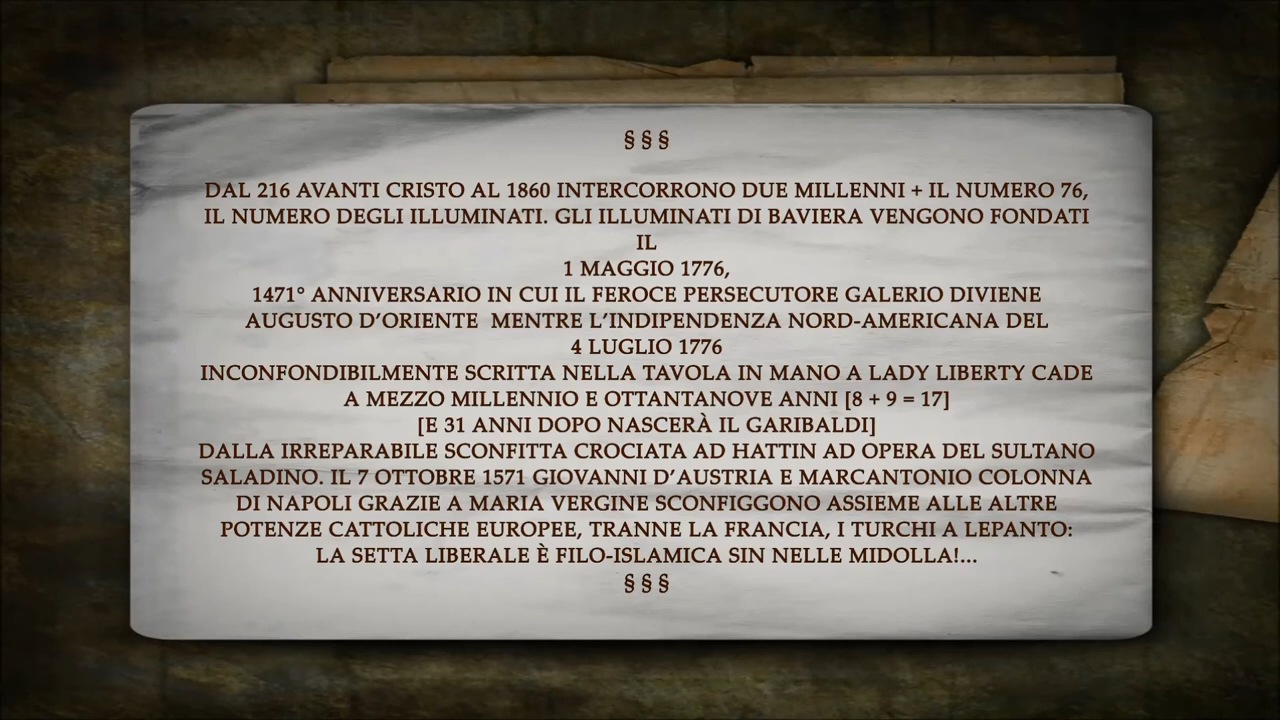 § § §
DAL 216 AVANTI CRISTO AL 1860 INTERCORRONO DUE MILLENNI + IL NUMERO 76,
IL NUMERO DEGLI ILLUMINATI. GLI ILLUMINATI DI BAVIERA VENGONO FONDATI
IL
1 MAGGIO 1776,
1471° ANNIVERSARIO IN CUI IL FEROCE PERSECUTORE GALERIO DIVIENE
AUGUSTO D'ORIENTE  MENTRE L'INDIPENDENZA NORD-AMERICANA DEL
4 LUGLIO 1776
INCONFONDIBILMENTE SCRITTA NELLA TAVOLA IN MANO A LADY LIBERTY CADE
A MEZZO MILLENNIO E OTTANTANOVE ANNI [8 + 9 = 17]
[E 31 ANNI DOPO NASCERÀ IL GARIBALDI]
DALLA IRREPARABILE SCONFITTA CROCIATA AD HATTIN AD OPERA DEL SULTANO
SALADINO. IL 7 OTTOBRE 1571 GIOVANNI D'AUSTRIA E MARCANTONIO COLONNA
DI NAPOLI GRAZIE A MARIA VERGINE SCONFIGGONO ASSIEME ALLE ALTRE
POTENZE CATTOLICHE EUROPEE, TRANNE LA FRANCIA, I TURCHI A LEPANTO:
LA SETTA LIBERALE È FILO-ISLAMICA SIN NELLE MIDOLLA!...
§ § §